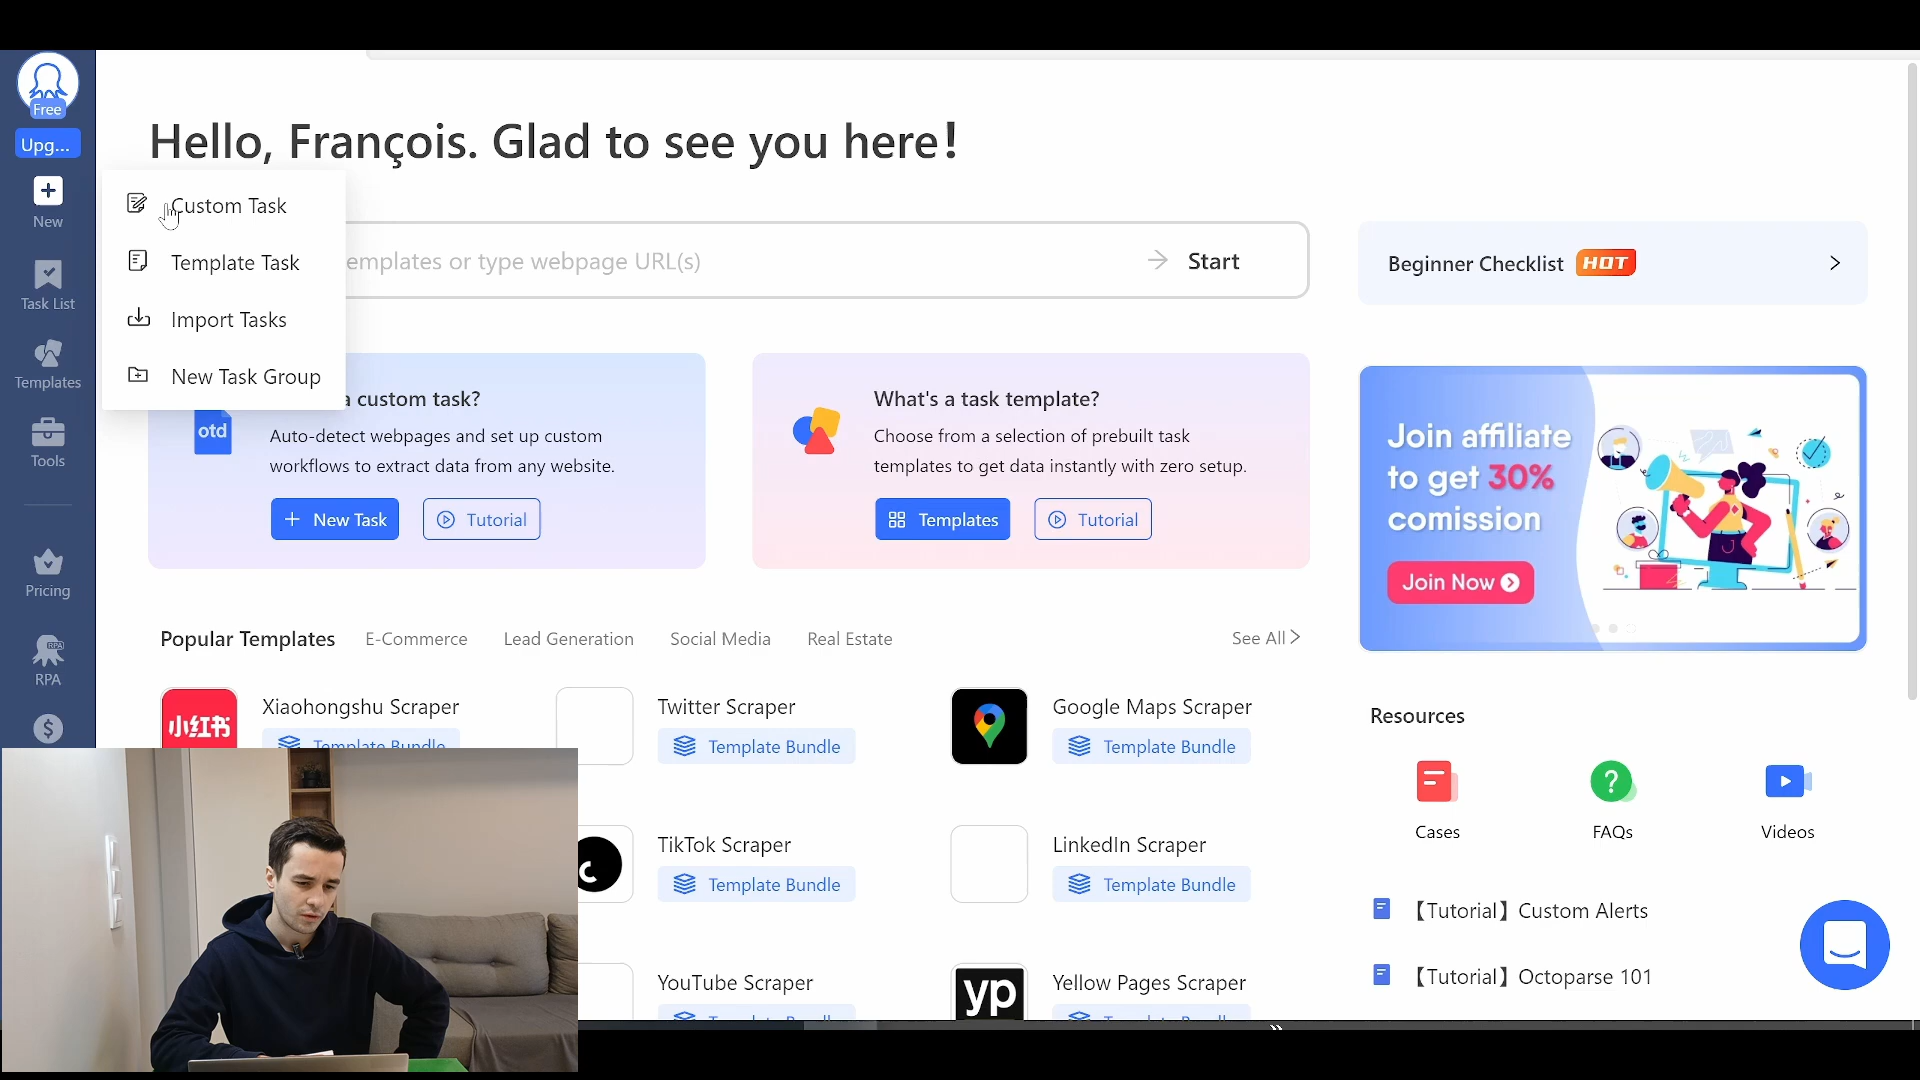 Free
Upg...
New
Task List
Templates
Tools
Pricing
RPA
Hello, François. Glad to see you here!
Custom Task
Template Task
Import Tasks
New Task Group
emplates or type webpage URL(s)
Start
Beginner Checklist HOT
a custom task?
otd
Auto-detect webpages and set up custom
workflows to extract data from any website.
New Task
Tutorial
What's a task template?
Choose from a selection of prebuilt task
templates to get data instantly with zero setup.
Templates
Tutorial
Join affiliate
to get 30%
comission
Join Now
Popular Templates
E-Commerce
Lead Generation
Social Media
Real Estate
See All
小红书
Xiaohongshu Scraper
Template Bundle
Twitter Scraper
Template Bundle
Google Maps Scraper
Template Bundle
TikTok Scraper
Template Bundle
LinkedIn Scraper
Template Bundle
YouTube Scraper
yp
Yellow Pages Scraper
Resources
Cases
FAQs
Videos
【Tutorial】Custom Alerts
【Tutorial】Octoparse 101